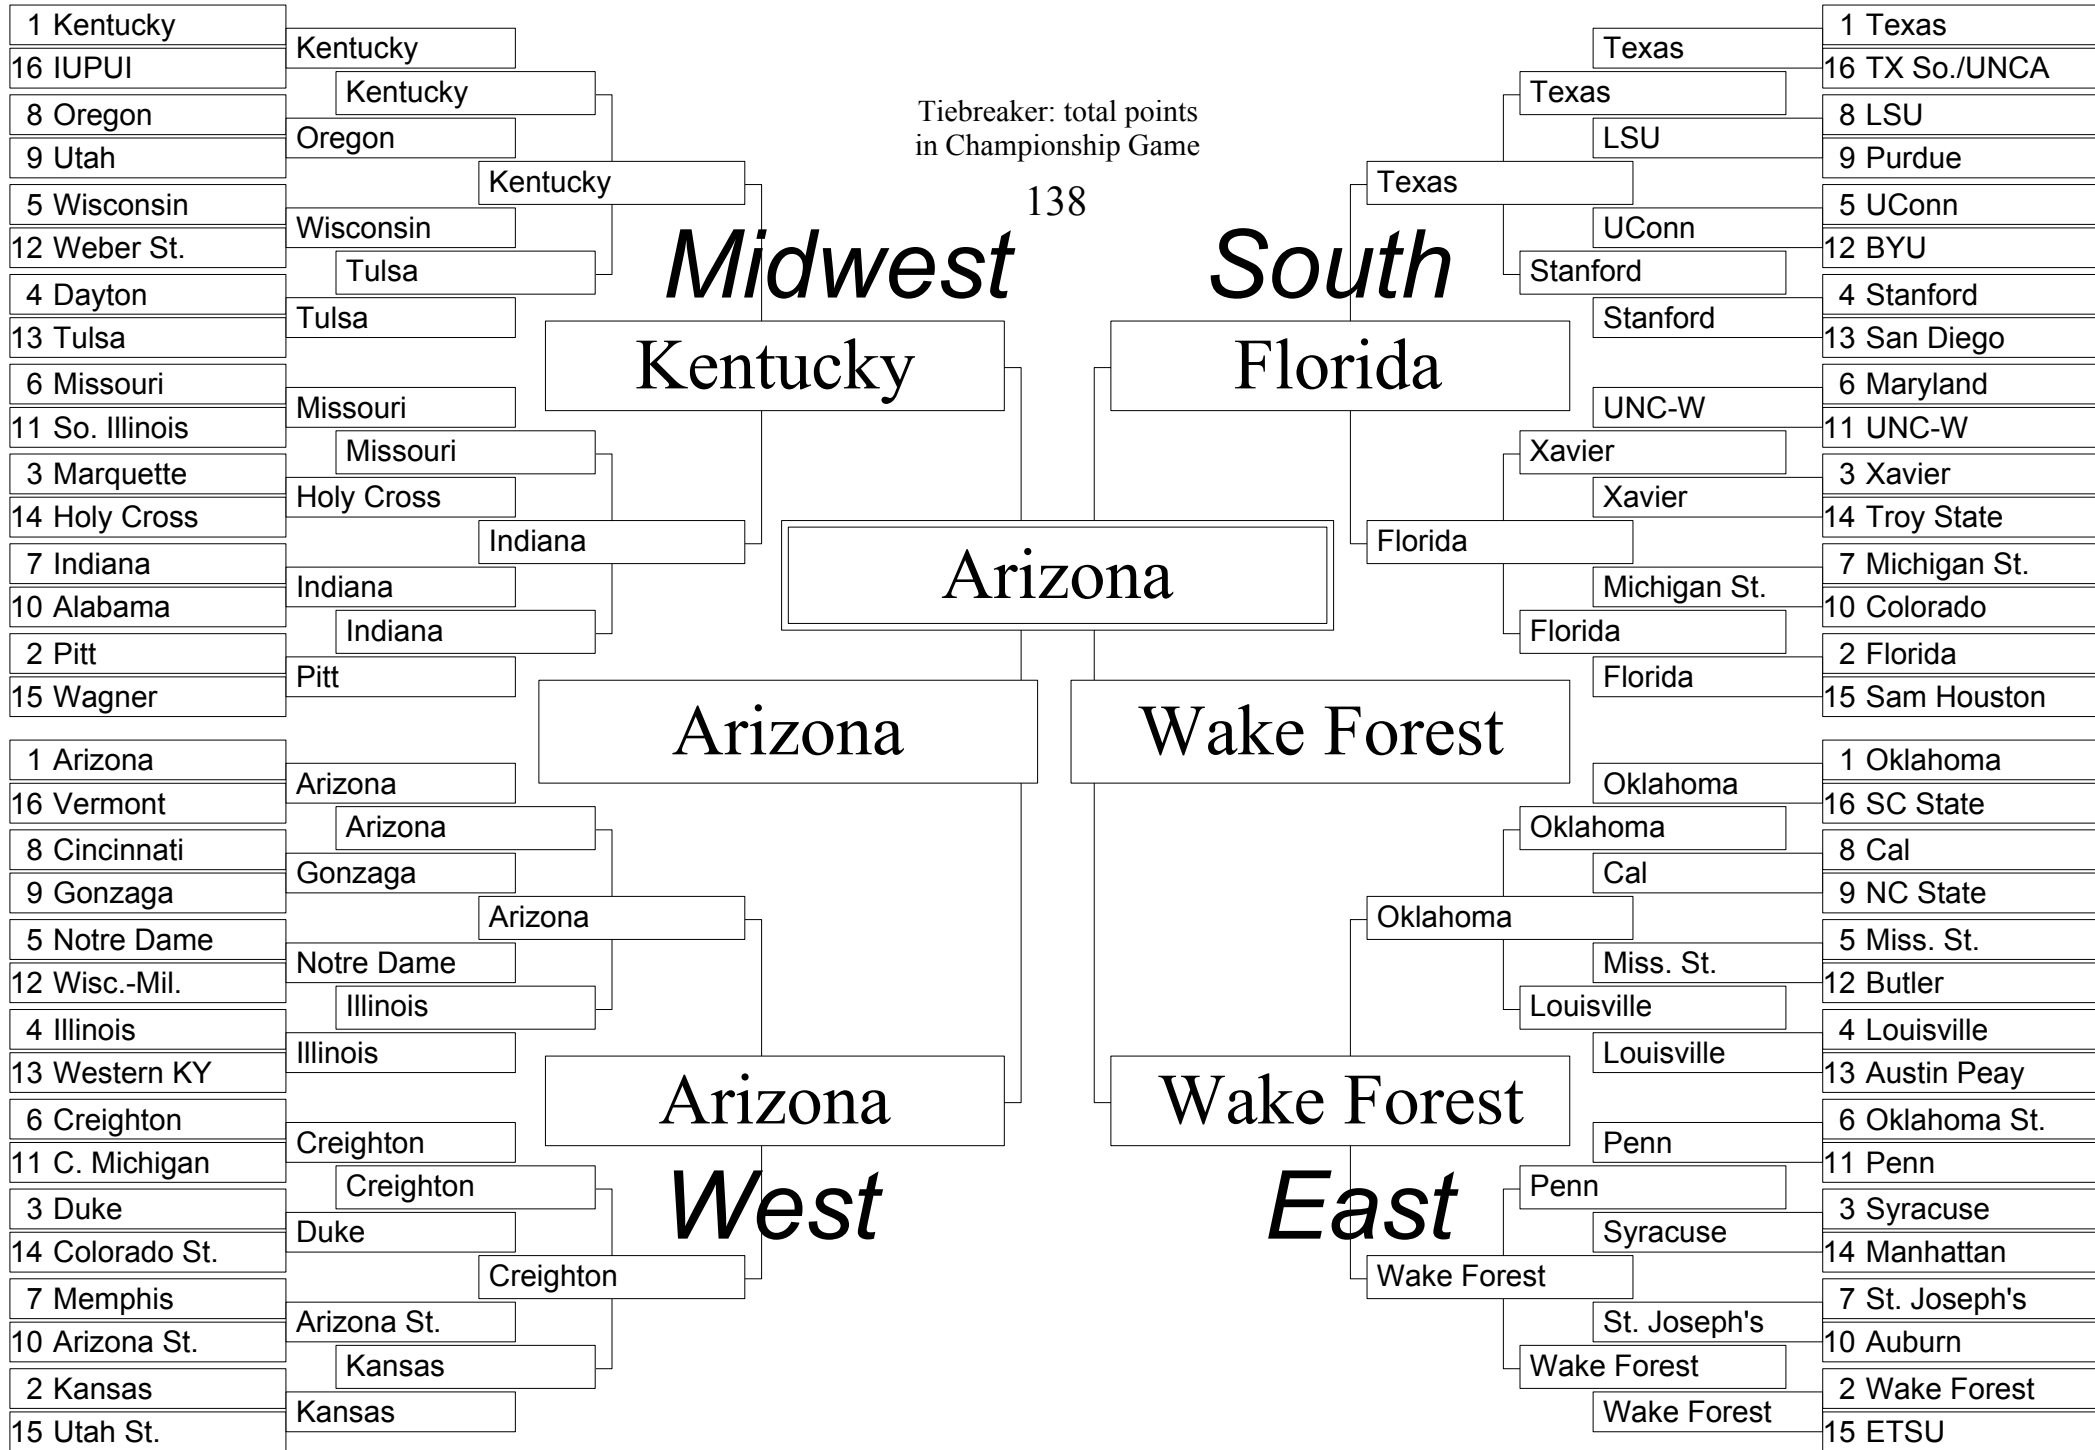 1 Kentucky
16 IUPUI
8 Oregon
9 Utah
5 Wisconsin
12 Weber St.
4 Dayton
13 Tulsa
6 Missouri
11 So. Illinois
3 Marquette
14 Holy Cross
7 Indiana
10 Alabama
2 Pitt
15 Wagner
Kentucky
Oregon
Wisconsin
Tulsa
Missouri
Holy Cross
Indiana
Pitt
Kentucky
Tulsa
Missouri
Indiana
Kentucky
Indiana
Midwest
Kentucky
1 Arizona
16 Vermont
8 Cincinnati
9 Gonzaga
5 Notre Dame
12 Wisc.-Mil.
4 Illinois
13 Western KY
6 Creighton
11 C. Michigan
3 Duke
14 Colorado St.
7 Memphis
10 Arizona St.
2 Kansas
15 Utah St.
Arizona
Gonzaga
Notre Dame
Illinois
Creighton
Duke
Arizona St.
Kansas
Arizona
Illinois
Creighton
Kansas
Arizona
Creighton
Arizona
West
Tiebreaker: total points
in Championship Game
138
Arizona
Arizona
Wake Forest
South
Florida
Texas
Florida
Texas
Stanford
Xavier
Florida
Texas
LSU
UConn
Stanford
UNC-W
Xavier
Michigan St.
Florida
1 Texas
16 TX So./UNCA
8 LSU
9 Purdue
5 UConn
12 BYU
4 Stanford
13 San Diego
6 Maryland
11 UNC-W
3 Xavier
14 Troy State
7 Michigan St.
10 Colorado
2 Florida
15 Sam Houston
Wake Forest
East
Oklahoma
Wake Forest
Oklahoma
Louisville
Penn
Wake Forest
Oklahoma
Cal
Miss. St.
Louisville
Penn
Syracuse
St. Joseph's
Wake Forest
1 Oklahoma
16 SC State
8 Cal
9 NC State
5 Miss. St.
12 Butler
4 Louisville
13 Austin Peay
6 Oklahoma St.
11 Penn
3 Syracuse
14 Manhattan
7 St. Joseph's
10 Auburn
2 Wake Forest
15 ETSU